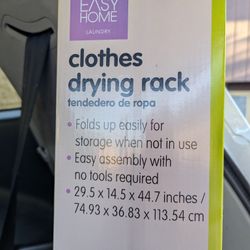 EASY
HOME
LAUNDRY
clothes
drying rack
tendedero de ropa
• Folds up easily for
storage when not in use
• Easy assembly with
no tools required
• 29.5 x 14.5 x 44.7 inches /
74.93 x 36.83 x 113.54 cm